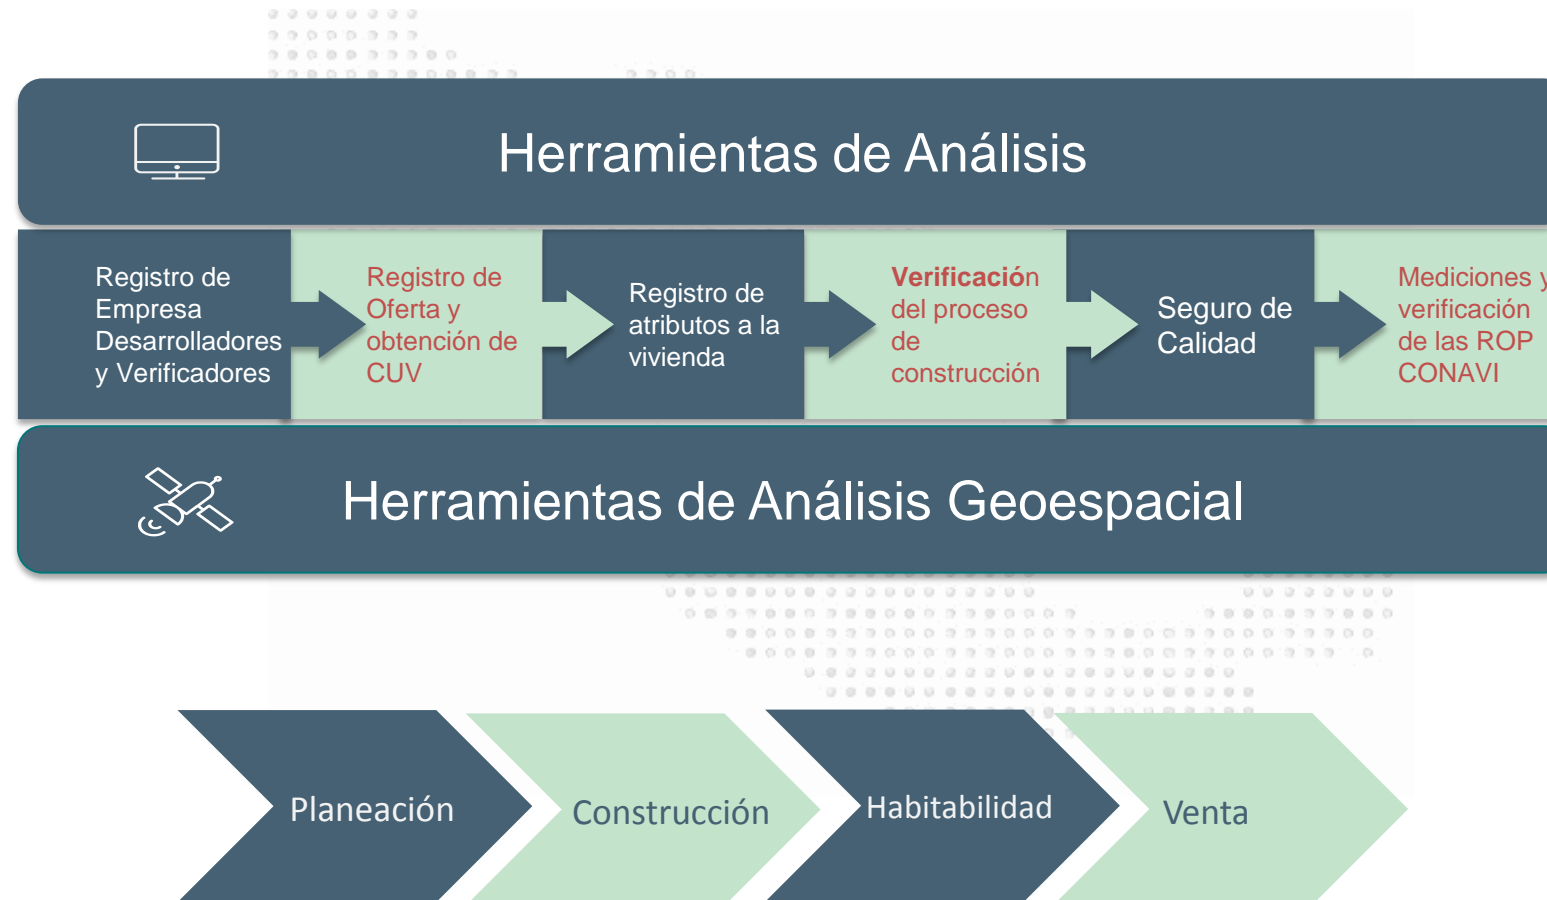 Herramientas de Análisis
Registro de
Empresa
Desarrolladores
y Verificadores
Registro de
Oferta y
obtención de
CUV
Registro de
atributos a la
vivienda
Verificación
del proceso
de
construcción
Seguro de
Calidad
Mediciones y
verificación
de las ROP
CONAVI
Herramientas de Análisis Geoespacial
Planeación
Construcción
Habitabilidad
Venta